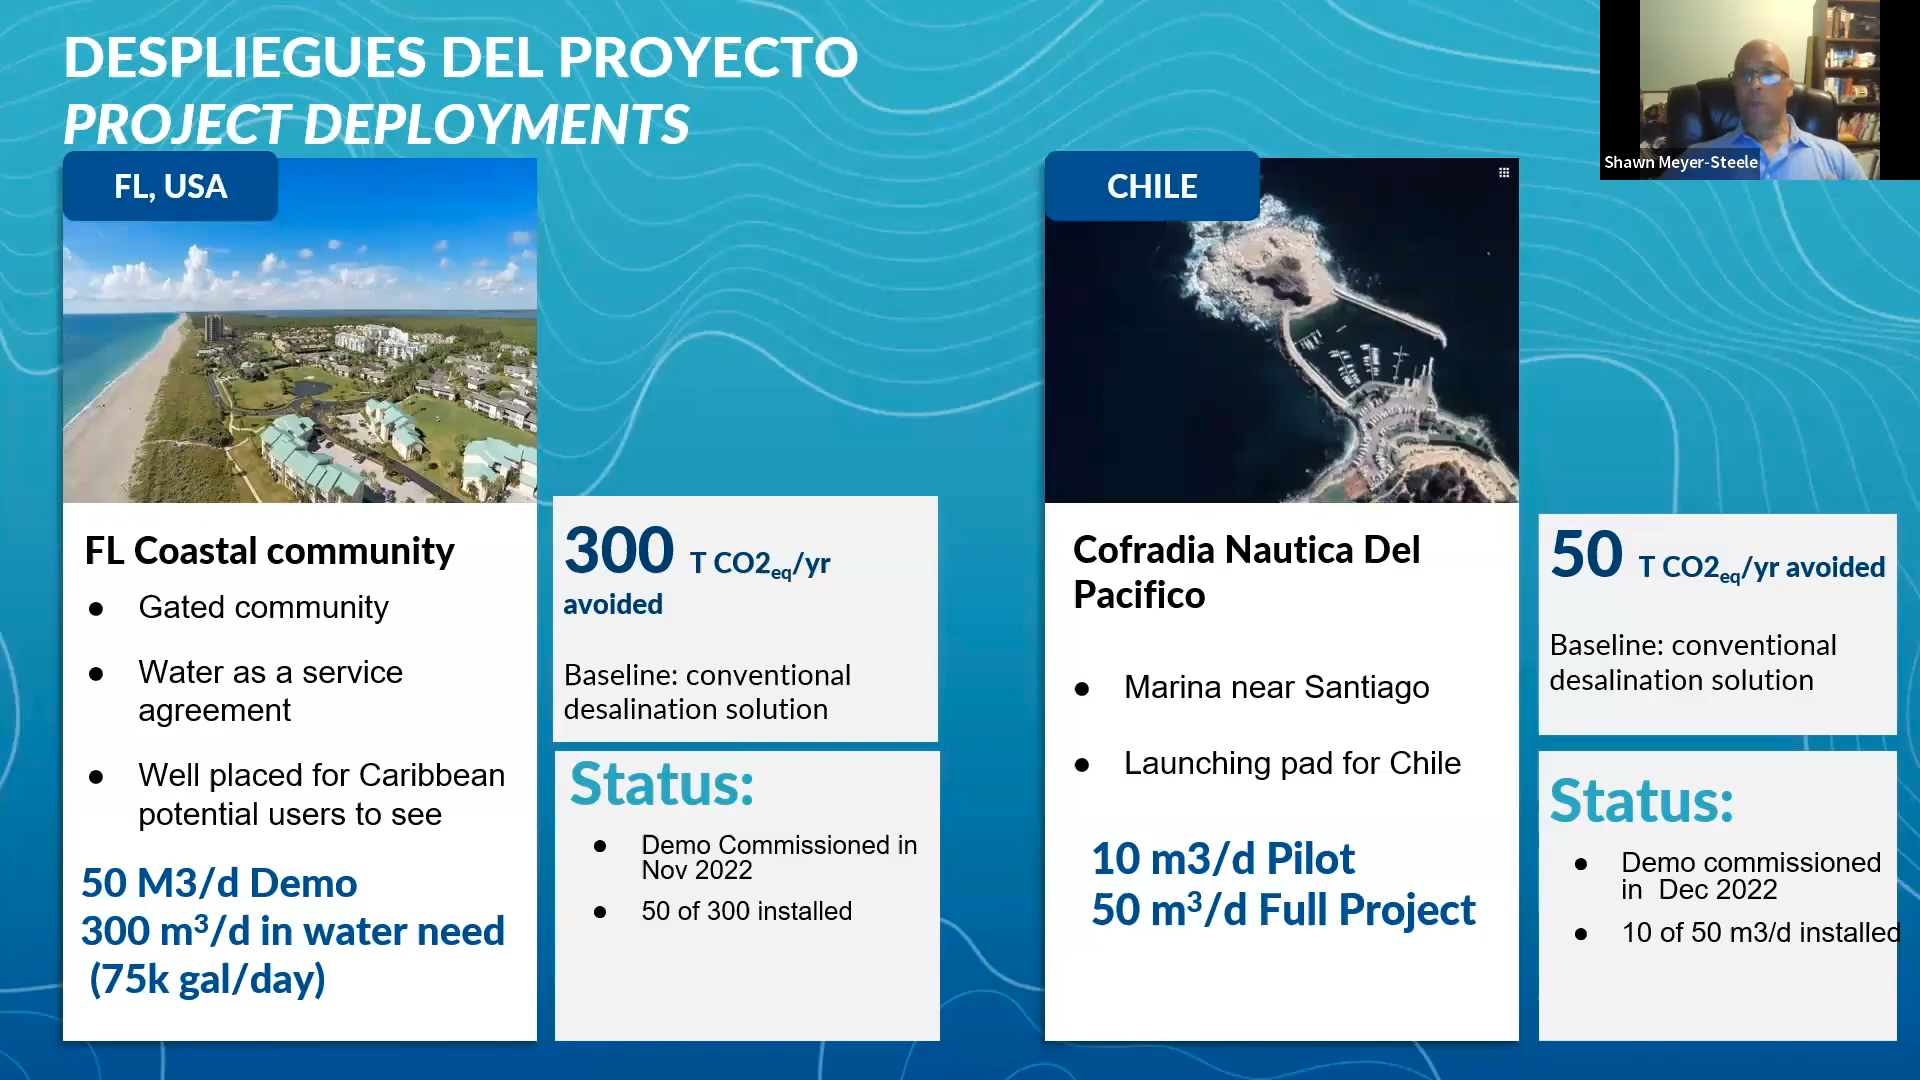 DESPLIEGUES DEL PROYECTO
PROJECT DEPLOYMENTS
Shawn Meyer-Steele
FL, USA
FL Coastal community
● Gated community
● Water as a service
agreement
● Well placed for Caribbean
potential users to see
50 M3/d Demo
300 m³/d in water need
(75k gal/day)
300 T CO2eq/yr
avoided
Baseline: conventional
desalination solution
Status:
● Demo Commissioned in
Nov 2022
● 50 of 300 installed
CHILE
Cofradia Nautica Del
Pacifico
● Marina near Santiago
● Launching pad for Chile
10 m3/d Pilot
50 m³/d Full Project
50 T CO2eq/yr avoided
Baseline: conventional
desalination solution
Status:
● Demo commissioned
in Dec 2022
● 10 of 50 m3/d installed